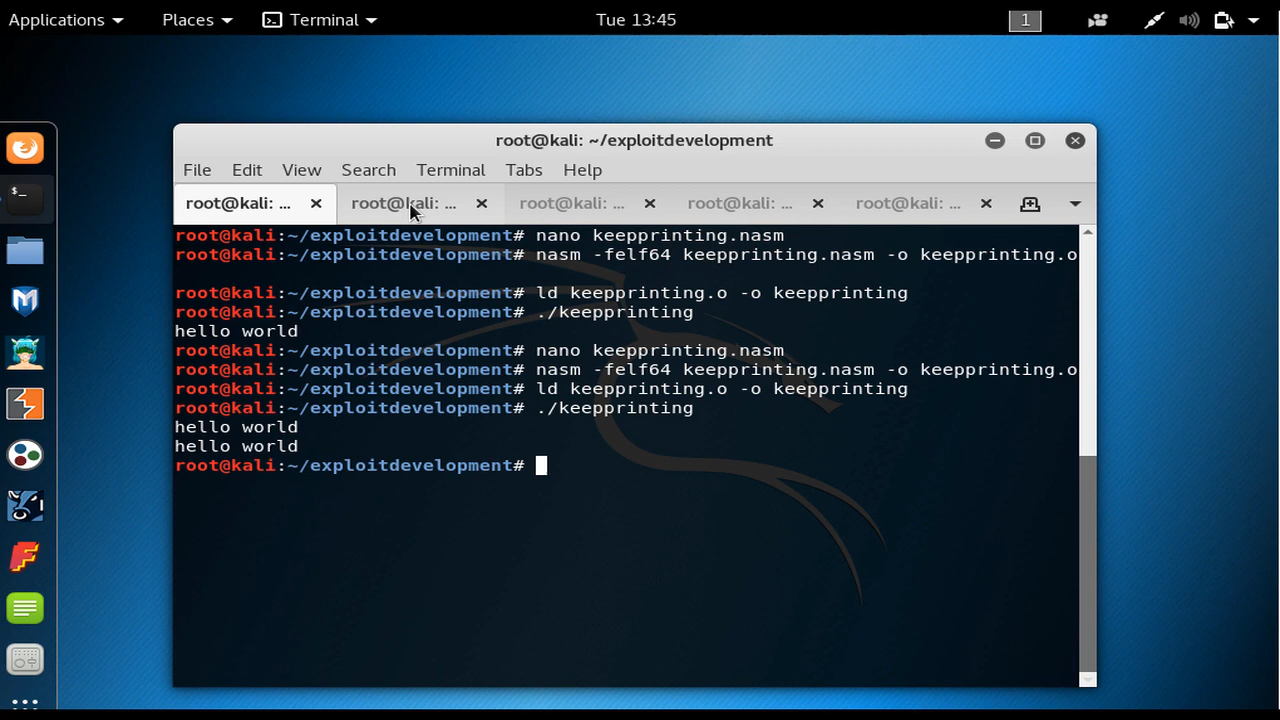 Applications Places Terminal Tue 13:45 1
root@kali: ~/exploitdevelopment
File Edit View Search Terminal Tabs Help
root@kali: ... root@kali: ... root@kali: ... root@kali: ... root@kali: ...
root@kali:~/exploitdevelopment# nano keepprinting.nasm
root@kali:~/exploitdevelopment# nasm -felf64 keepprinting.nasm -o keepprinting.o
root@kali:~/exploitdevelopment# ld keepprinting.o -o keepprinting
root@kali:~/exploitdevelopment# ./keepprinting
hello world
root@kali:~/exploitdevelopment# nano keepprinting.nasm
root@kali:~/exploitdevelopment# nasm -felf64 keepprinting.nasm -o keepprinting.o
root@kali:~/exploitdevelopment# ld keepprinting.o -o keepprinting
root@kali:~/exploitdevelopment# ./keepprinting
hello world
hello world
root@kali:~/exploitdevelopment#